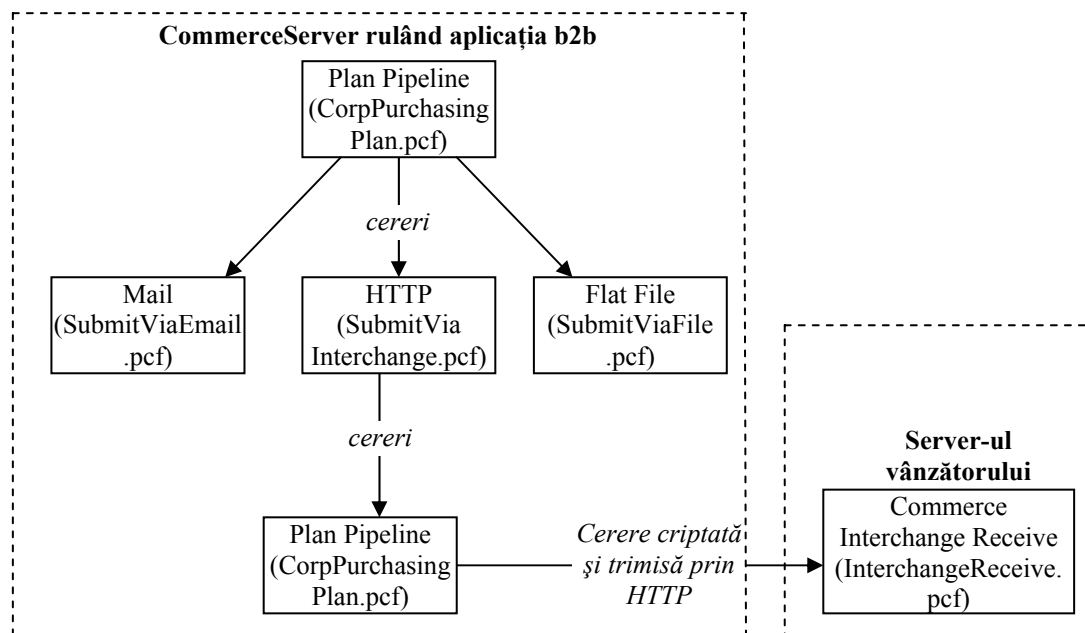 CommerceServer rulând aplicația b2b
Plan Pipeline
(CorpPurchasing
Plan.pcf)
cereri
Mail
(SubmitViaEmail
.pcf)
HTTP
(SubmitVia
Interchange.pcf)
Flat File
(SubmitViaFile
.pcf)
cereri
Server-ul
vânzătorului
Plan Pipeline
(CorpPurchasing
Plan.pcf)
Cerere criptată
şi trimisă prin
HTTP
Commerce
Interchange Receive
(InterchangeReceive.
pcf)